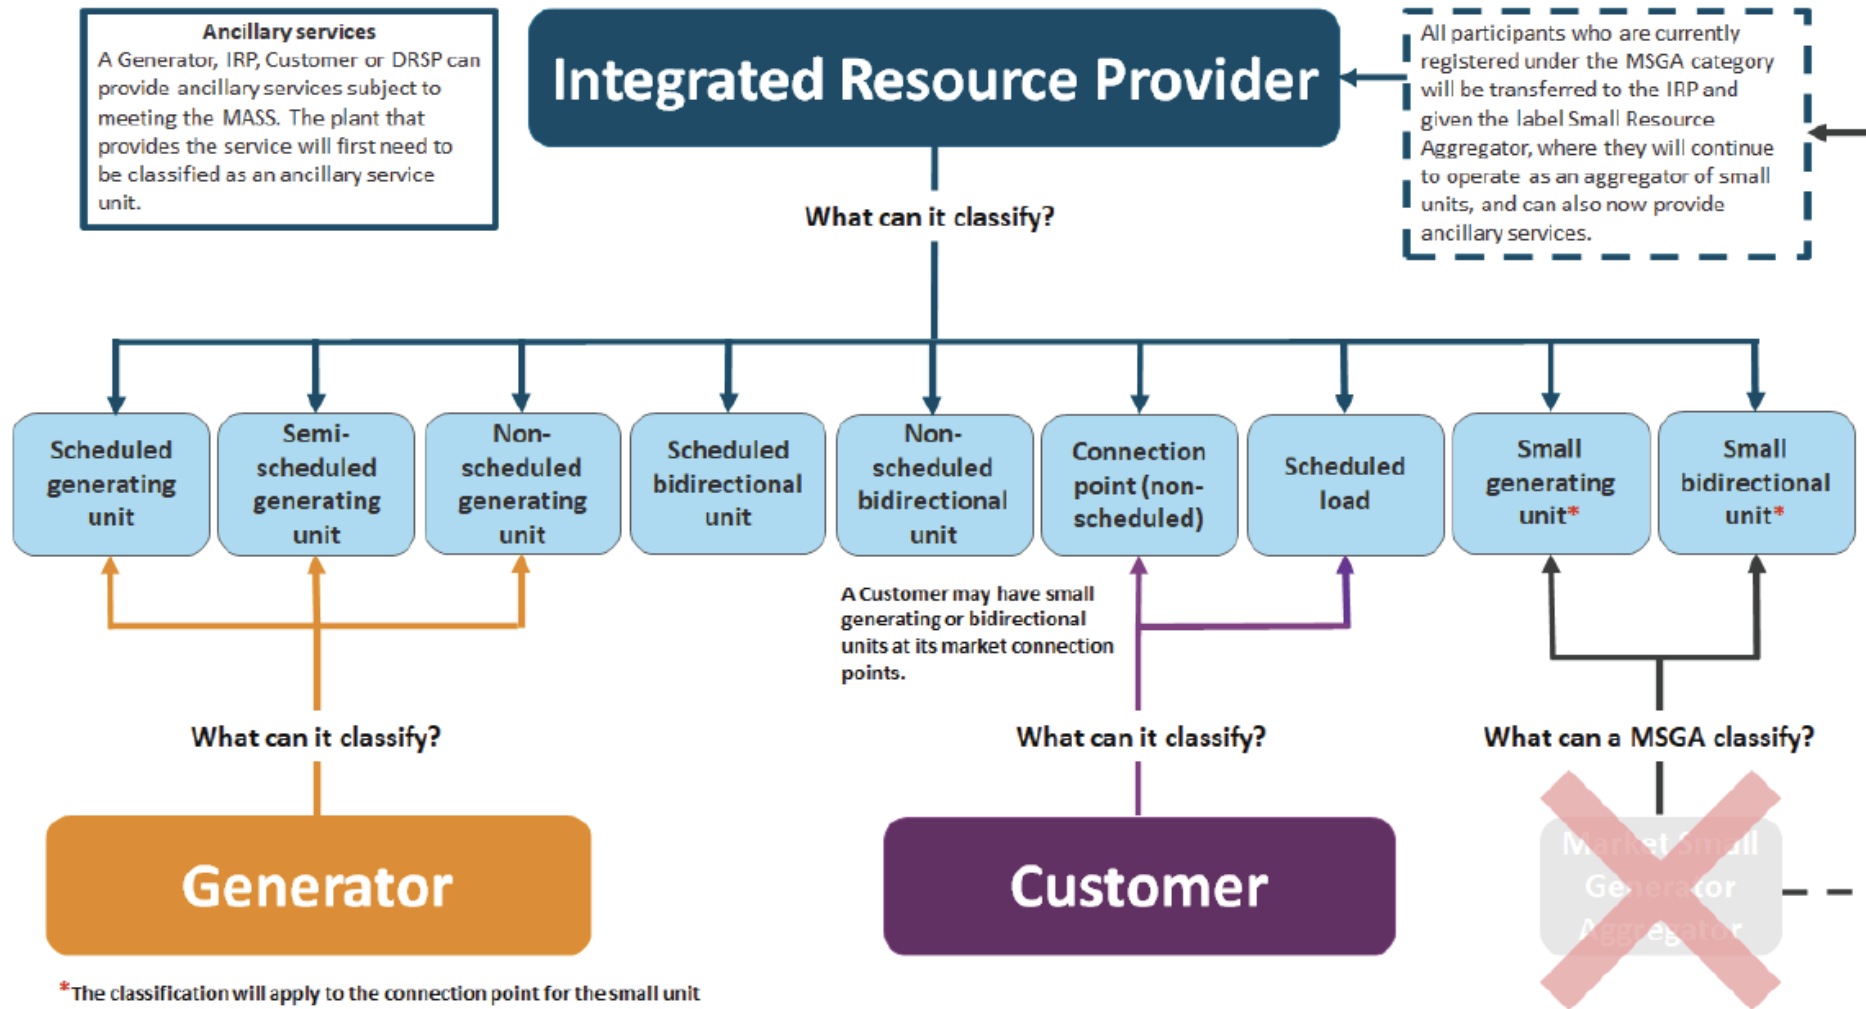 Ancillary services
A Generator, IRP, Customer or DRSP can
provide ancillary services subject to
meeting the MASS. The plant that
provides the service will first need to
be classified as an ancillary service
unit.
Integrated Resource Provider
All participants who are currently
registered under the MSGA category
will be transferred to the IRP and
given the label Small Resource
Aggregator, where they will continue
to operate as an aggregator of small
units, and can also now provide
ancillary services.
What can it classify?
Scheduled
generating
unit
Semi-
scheduled
generating
unit
Non-
scheduled
generating
unit
Scheduled
bidirectional
unit
Non-
scheduled
bidirectional
unit
Connection
point (non-
scheduled)
Scheduled
load
Small
generating
unit*
Small
bidirectional
unit*
A Customer may have small
generating or bidirectional
units at its market connection
points.
What can it classify?
What can it classify?
What can a MSGA classify?
Generator
Customer
Market Small
Generator
Aggregator
*The classification will apply to the connection point for the small unit